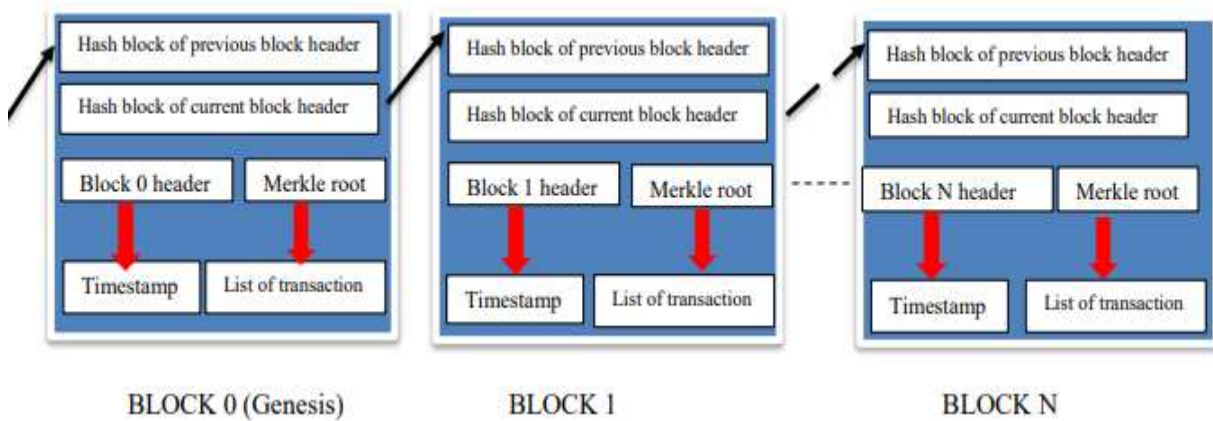 Hash block of previous block header
Hash block of current block header
Block 0 header
Merkle root
Timestamp
List of transaction
BLOCK 0 (Genesis)
Hash block of previous block header
Hash block of current block header
Block 1 header
Merkle root
Timestamp
List of transaction
BLOCK 1
Hash block of previous block header
Hash block of current block header
Block N header
Merkle root
Timestamp
List of transaction
BLOCK N